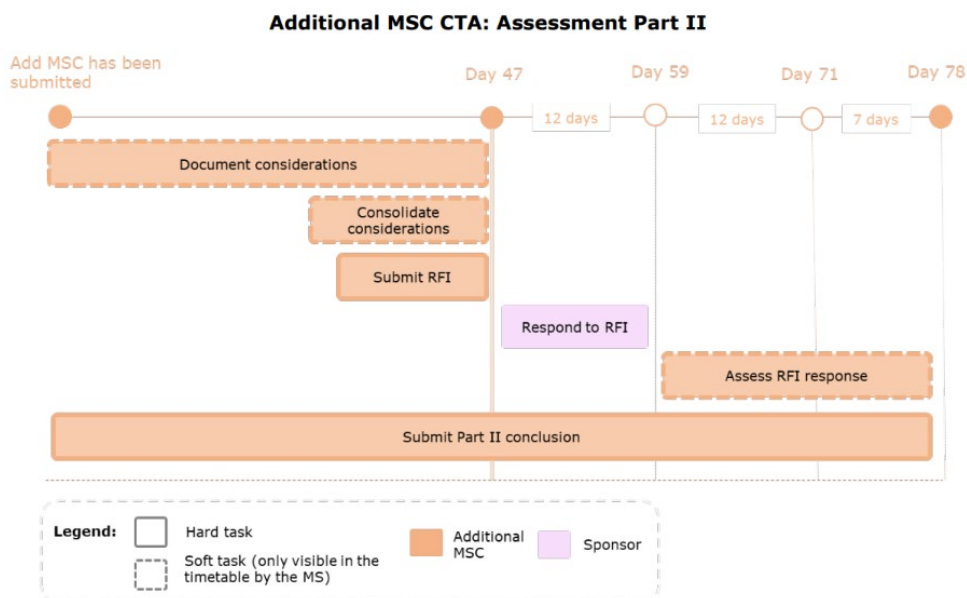 Additional MSC CTA: Assessment Part II
Add MSC has been
submitted
Day 47
Day 59
Day 71
Day 78
12 days
12 days
7 days
Document considerations
Consolidate
considerations
Submit RFI
Respond to RFI
Assess RFI response
Submit Part II conclusion
Legend:
Hard task
Soft task (only visible in the
timetable by the MS)
Additional
MSC
Sponsor